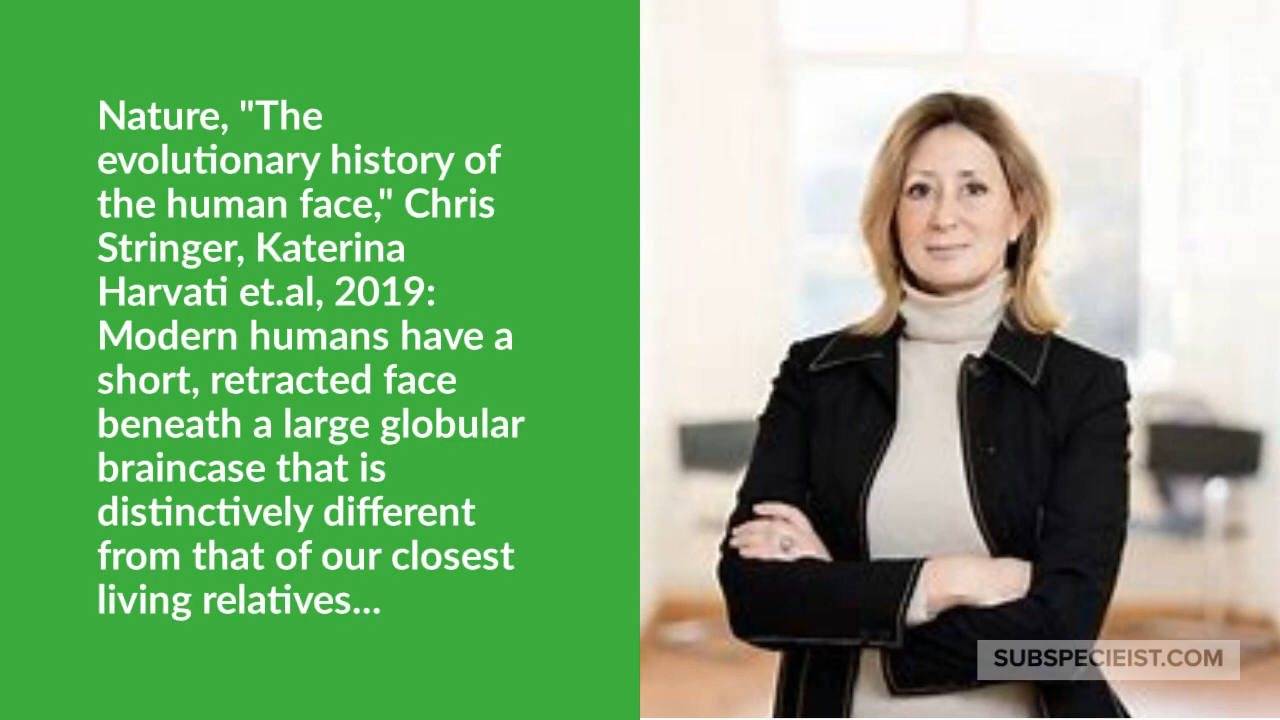 Nature, "The
evolutionary history of
the human face," Chris
Stringer, Katerina
Harvati et.al, 2019:
Modern humans have a
short, retracted face
beneath a large globular
braincase that is
distinctively different
from that of our closest
living relatives...
SUBSPECIEIST.COM